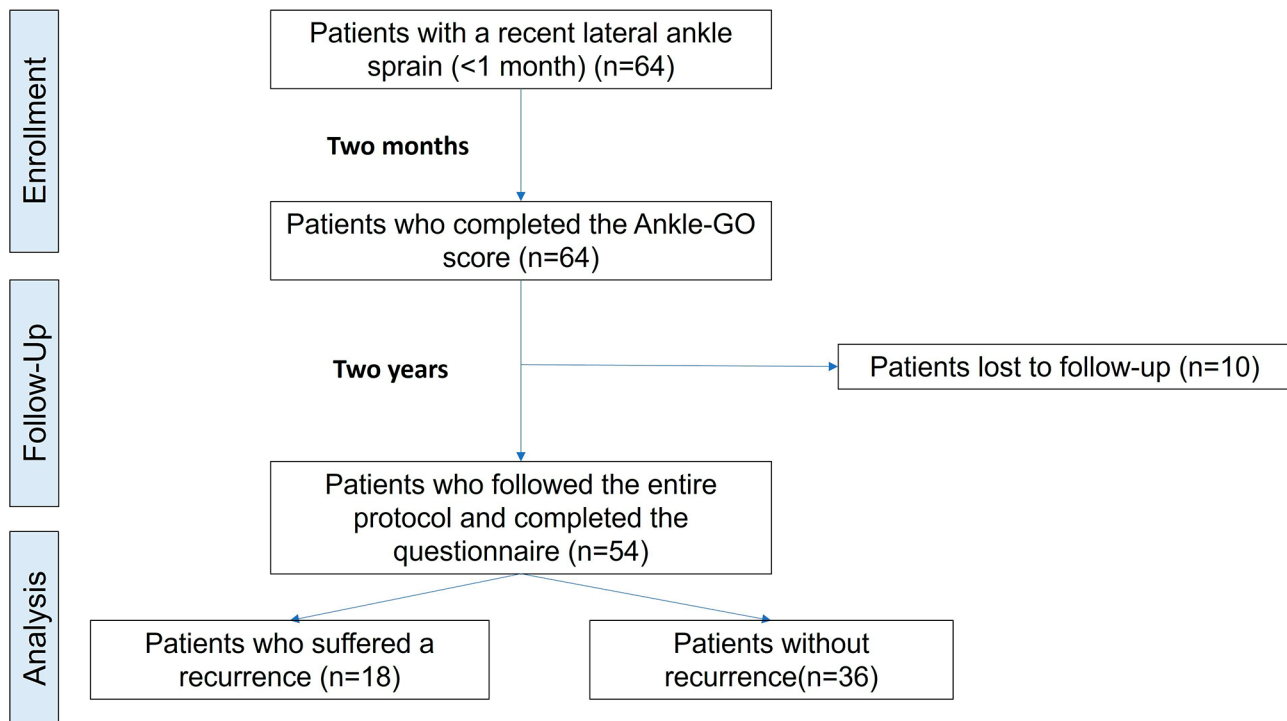 Enrollment
Patients with a recent lateral ankle
sprain (<1 month) (n=64)
Two months
Patients who completed the Ankle-GO
score (n=64)
Follow-Up
Two years
Patients lost to follow-up (n=10)
Patients who followed the entire
protocol and completed the
questionnaire (n=54)
Analysis
Patients who suffered a
recurrence (n=18)
Patients without
recurrence(n=36)